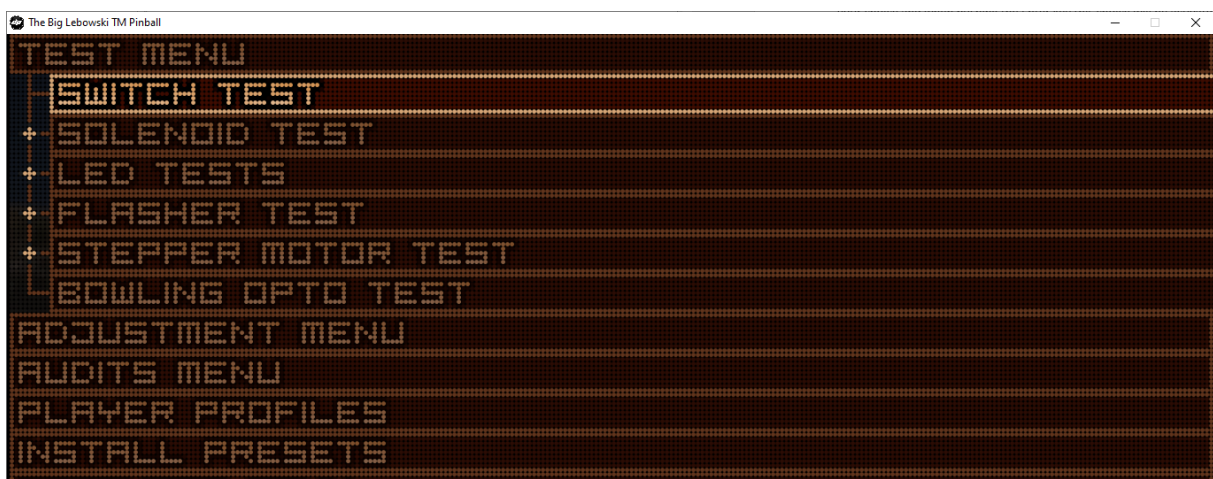 The Big Lebowski TM Pinball
TEST MENU
SWITCH TEST
SOLENOID TEST
LED TESTS
FLASHER TEST
STEPPER MOTOR TEST
BOWLING OPTO TEST
ADJUSTMENT MENU
AUDITS MENU
PLAYER PROFILES
INSTALL PRESETS